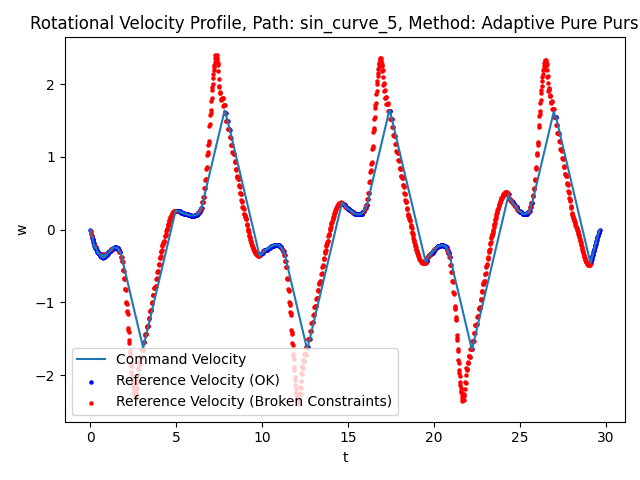 Rotational Velocity Profile, Path: sin_curve_5, Method: Adaptive Pure Purs
w
2
1
0
−1
−2
Command Velocity
Reference Velocity (OK)
Reference Velocity (Broken Constraints)
0 5 10 15 20 25 30
t